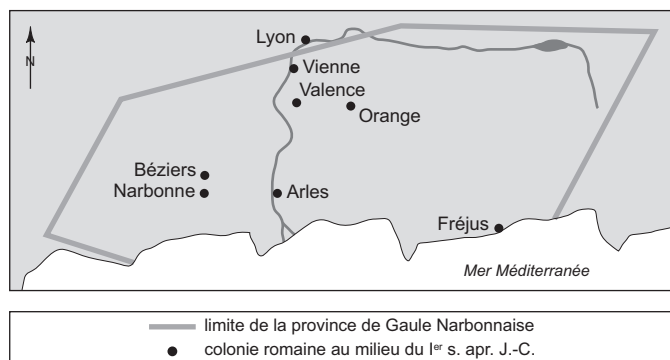 Lyon
N
Vienne
Valence
Orange
Béziers
Narbonne
Arles
Fréjus
Mer Méditerranée
limite de la province de Gaule Narbonnaise
colonie romaine au milieu du Ier s. apr. J.-C.